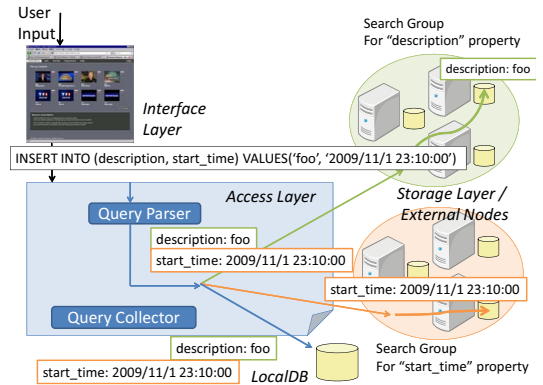 User
Input
Search Group
For "description" property
description: foo
Interface
Layer
INSERT INTO (description, start_time) VALUES('foo', '2009/11/1 23:10:00')
Access Layer
Storage Layer /
External Nodes
Query Parser
description: foo
start_time: 2009/11/1 23:10:00
start_time: 2009/11/1 23:10:00
Query Collector
description: foo
start_time: 2009/11/1 23:10:00
LocalDB
Search Group
For "start_time" property